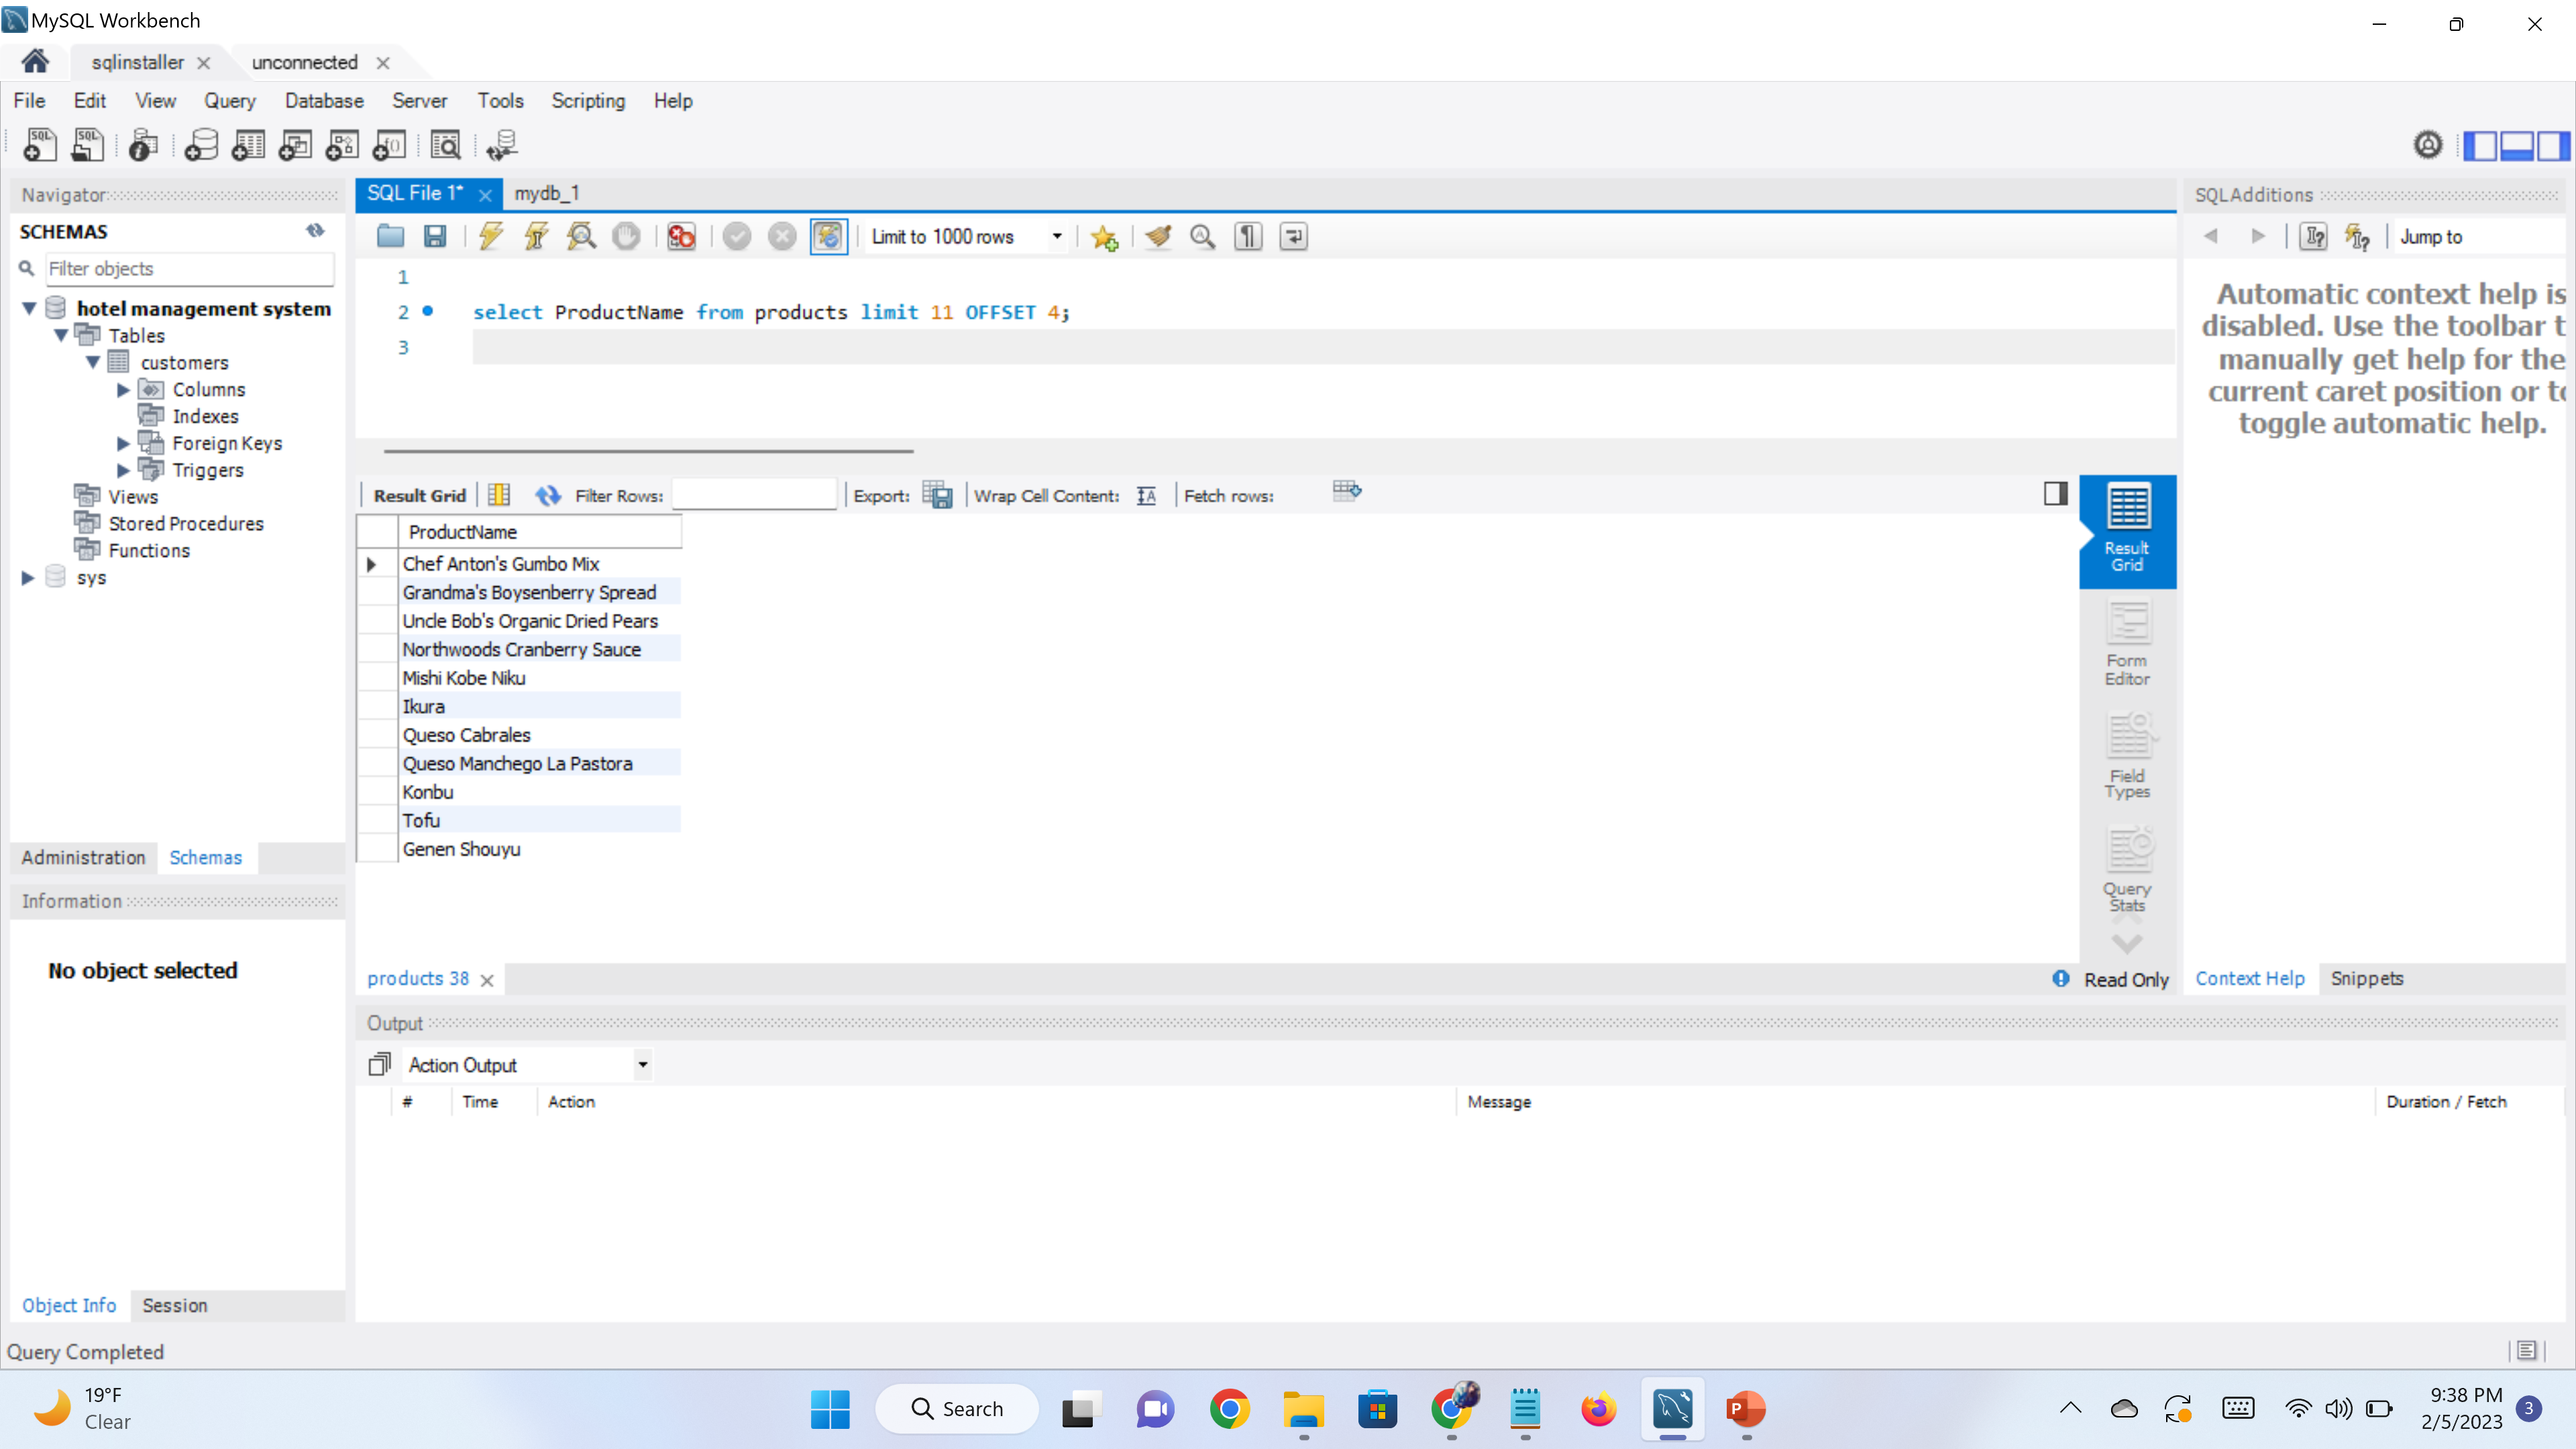 MySQL Workbench
sqlinstaller
unconnected
File Edit View Query Database Server Tools Scripting Help
Navigator
SCHEMAS
Filter objects
hotel management system
Tables
customers
Columns
Indexes
Foreign Keys
Triggers
Views
Stored Procedures
Functions
sys
Administration Schemas
Information
No object selected
Object Info Session
SQL File 1* mydb_1
Limit to 1000 rows
1
2 select ProductName from products limit 11 OFFSET 4;
3
Result Grid Filter Rows: Export: Wrap Cell Content: Fetch rows:
ProductName
Chef Anton's Gumbo Mix
Grandma's Boysenberry Spread
Uncle Bob's Organic Dried Pears
Northwoods Cranberry Sauce
Mishi Kobe Niku
Ikura
Queso Cabrales
Queso Manchego La Pastora
Konbu
Tofu
Genen Shouyu
Result
Grid
Form
Editor
Field
Types
Query
Stats
products 38
Read Only
SQLAdditions
Jump to
Automatic context help is
disabled. Use the toolbar t
manually get help for the
current caret position or to
toggle automatic help.
Context Help Snippets
Output
Action Output
# Time Action Message Duration / Fetch
Query Completed
19°F
Clear
Search
9:38 PM
2/5/2023
3